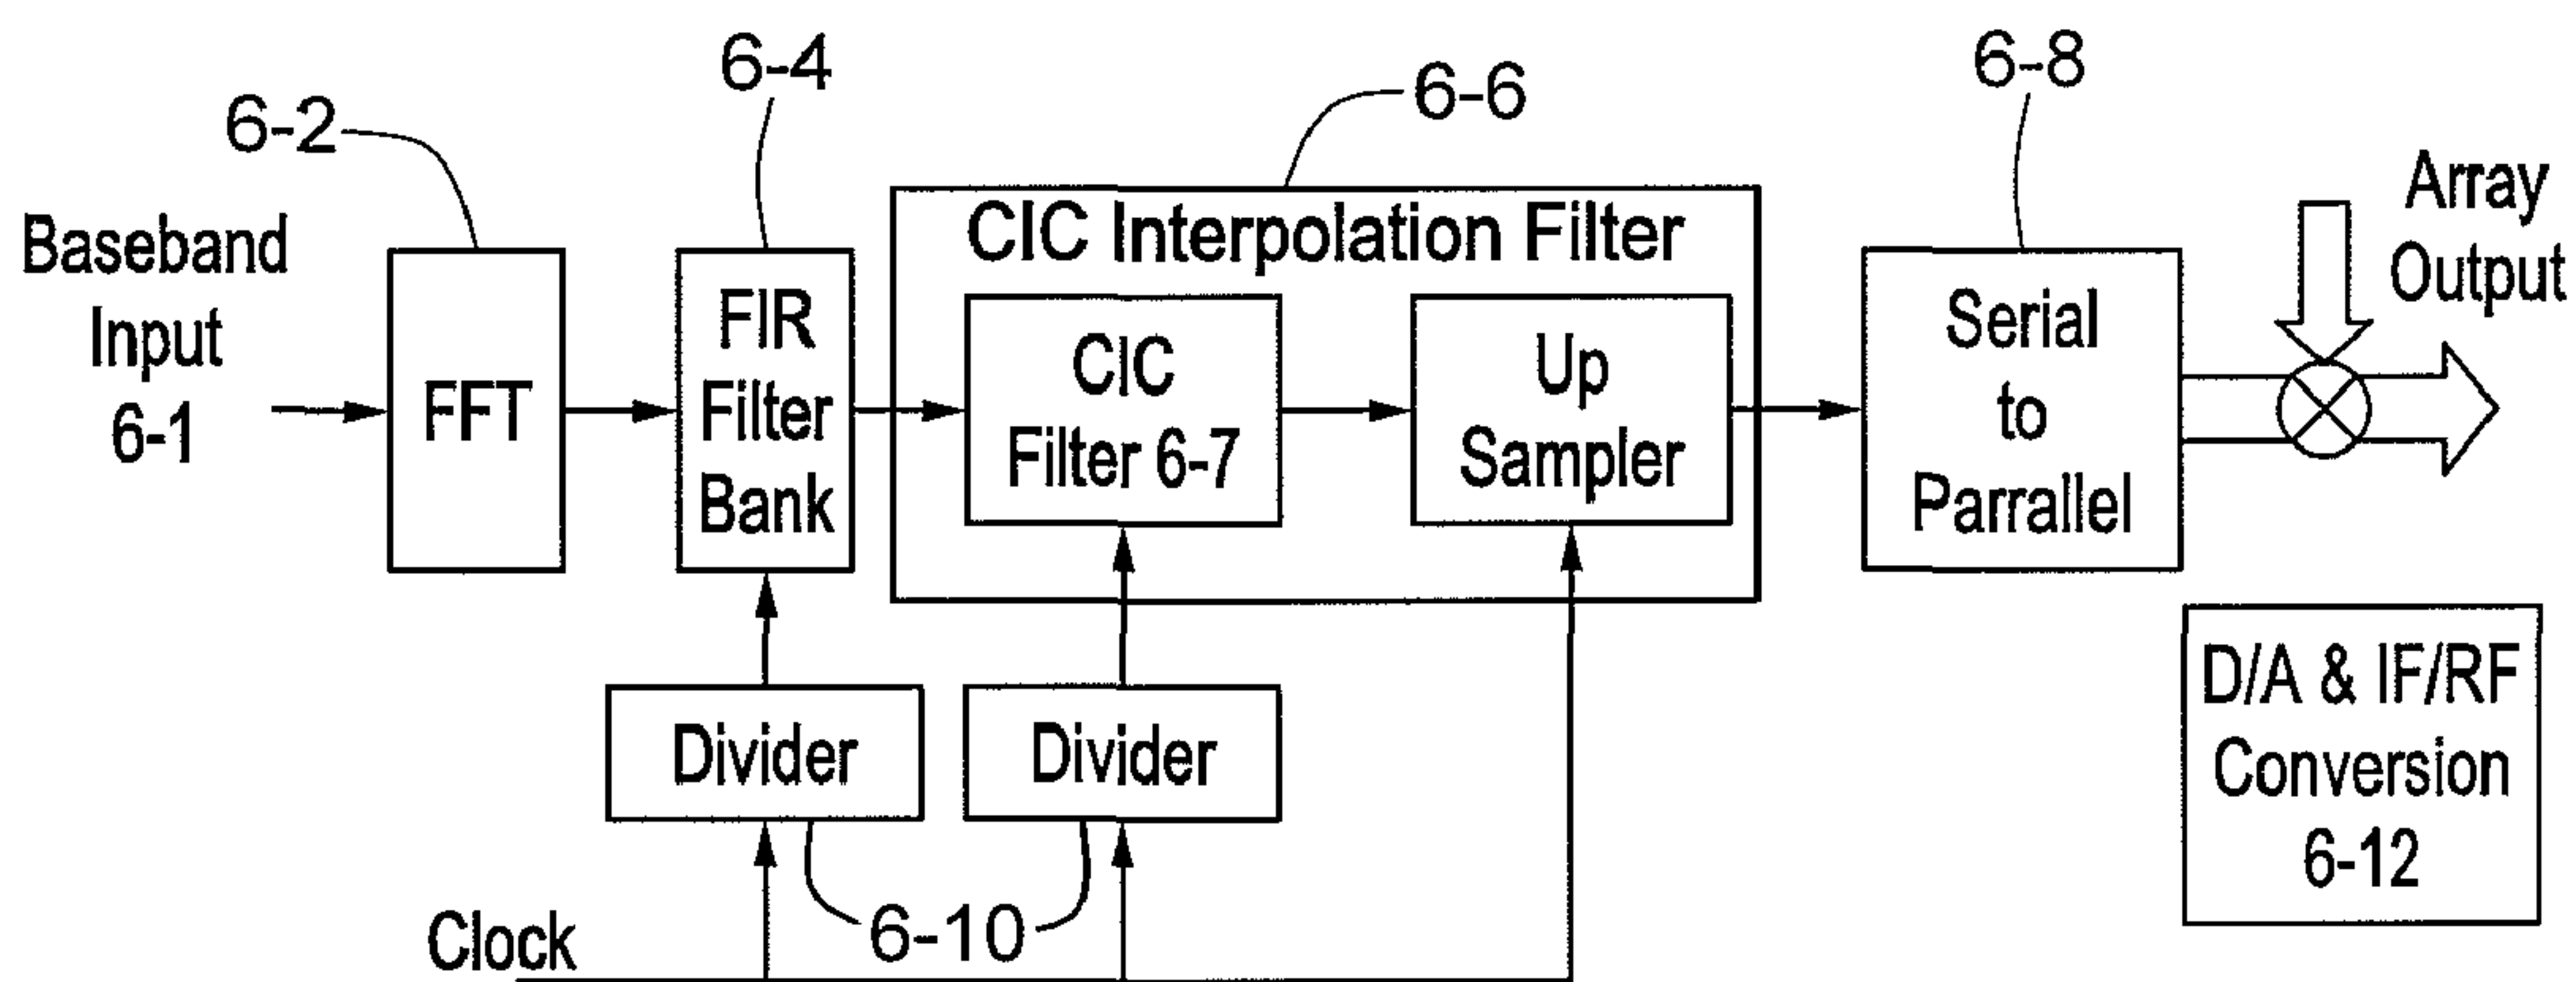 6-2
6-4
6-6
6-8
Baseband
Input
6-1
FFT
FIR
Filter
Bank
CIC Interpolation Filter
CIC
Filter 6-7
Up
Sampler
Serial
to
Parrallel
Array
Output
Divider
Divider
6-10
Clock
D/A & IF/RF
Conversion
6-12